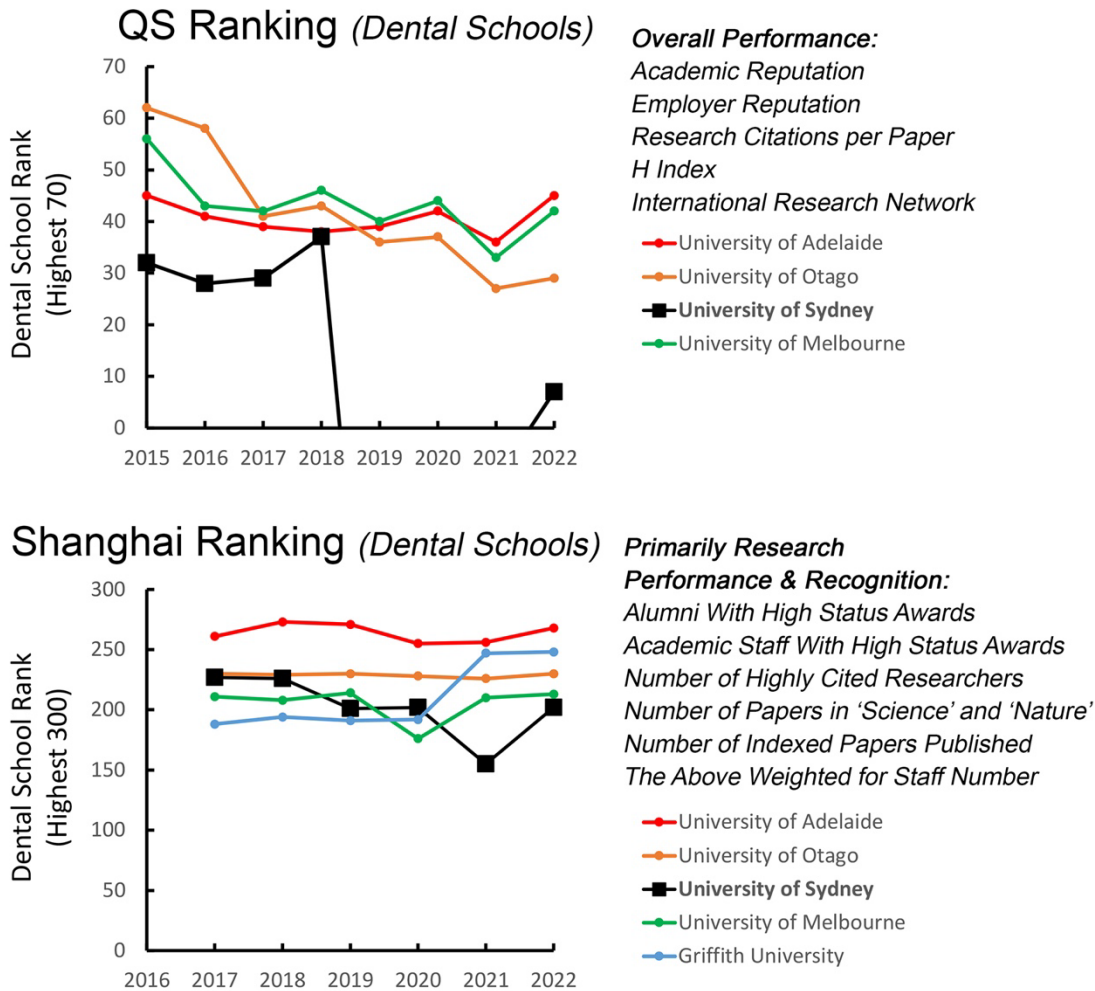 QS Ranking (Dental Schools)
Dental School Rank
(Highest 70)
70
60
50
40
30
20
10
0
2015 2016 2017 2018 2019 2020 2021 2022
Overall Performance:
Academic Reputation
Employer Reputation
Research Citations per Paper
H Index
International Research Network
University of Adelaide
University of Otago
University of Sydney
University of Melbourne
Shanghai Ranking (Dental Schools)
Dental School Rank
(Highest 300)
300
250
200
150
100
50
0
2016 2017 2018 2019 2020 2021 2022
Primarily Research
Performance & Recognition:
Alumni With High Status Awards
Academic Staff With High Status Awards
Number of Highly Cited Researchers
Number of Papers in ‘Science’ and ‘Nature’
Number of Indexed Papers Published
The Above Weighted for Staff Number
University of Adelaide
University of Otago
University of Sydney
University of Melbourne
Griffith University